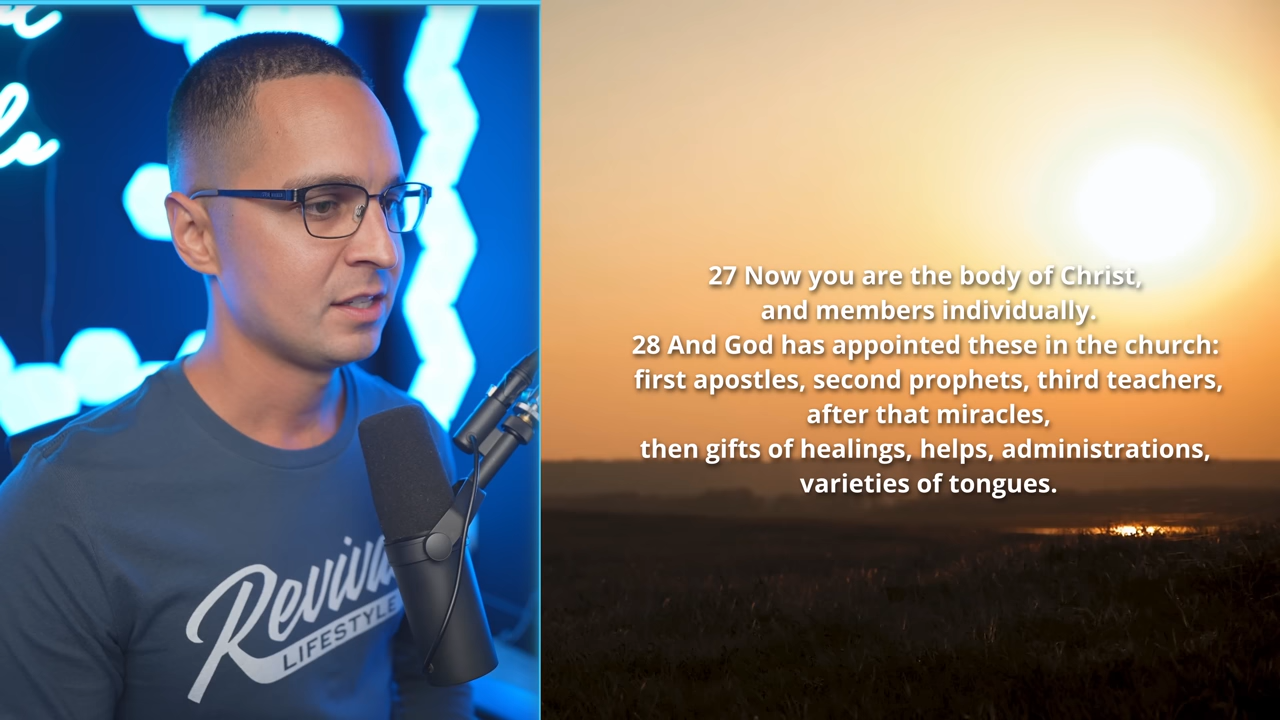 Revival
LIFESTYLE
27 Now you are the body of Christ,
and members individually.
28 And God has appointed these in the church:
first apostles, second prophets, third teachers,
after that miracles,
then gifts of healings, helps, administrations,
varieties of tongues.